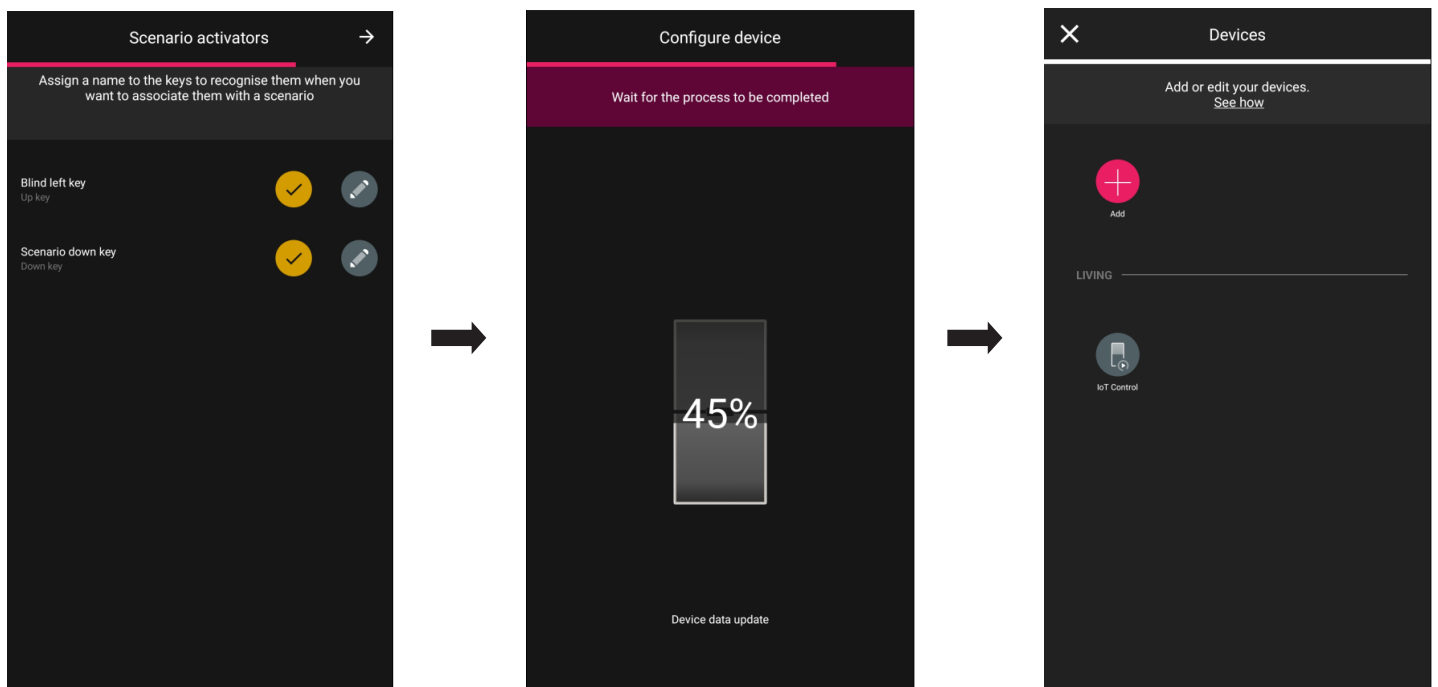 Scenario activators
Assign a name to the keys to recognise them when you
want to associate them with a scenario
Blind left key
Up key
Scenario down key
Down key
Configure device
Wait for the process to be completed
45%
Device data update
Devices
Add or edit your devices.
See how
Add
LIVING
IoT Control